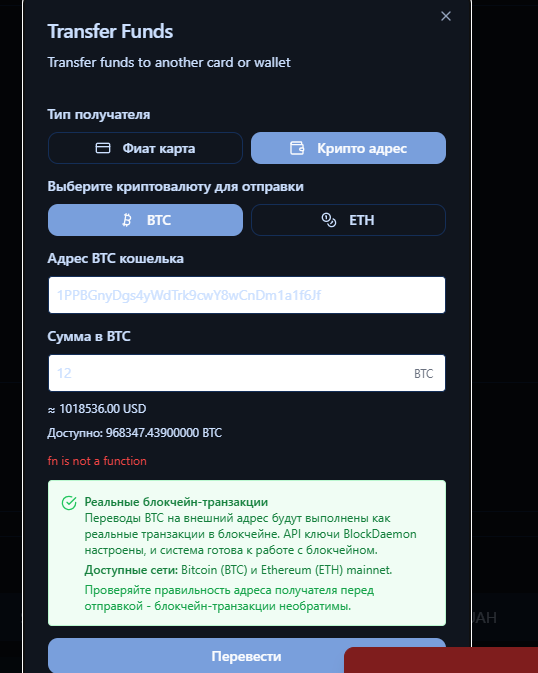 Transfer Funds
Transfer funds to another card or wallet
Тип получателя
Фиат карта
Крипто адрес
Выберите криптовалюту для отправки
BTC
ETH
Адрес BTC кошелька
1PPBGnyDgs4yWdTrk9cwY8wCnDm1a1f6Jf
Сумма в BTC
12 BTC
≈ 1018536.00 USD
Доступно: 968347.43900000 BTC
fn is not a function
Реальные блокчейн-транзакции
Переводы BTC на внешний адрес будут выполнены как
реальные транзакции в блокчейне. API ключи BlockDaemon
настроены, и система готова к работе с блокчейном.
Доступные сети: Bitcoin (BTC) и Ethereum (ETH) mainnet.
Проверяйте правильность адреса получателя перед
отправкой - блокчейн-транзакции необратимы.
UAH
Перевести